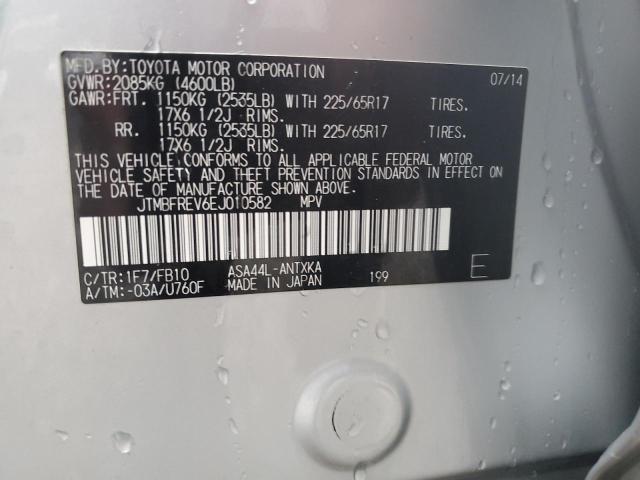 MFD.BY:TOYOTA MOTOR CORPORATION 07/14
GVWR:2085KG (4600LB)
GAWR:FRT. 1150KG (2535LB) WITH 225/65R17 TIRES.
17X6 1/2J RIMS.
RR. 1150KG (2535LB) WITH 225/65R17 TIRES.
17X6 1/2J RIMS.
THIS VEHICLE CONFORMS TO ALL APPLICABLE FEDERAL MOTOR
VEHICLE SAFETY AND THEFT PREVENTION STANDARDS IN EFFECT ON
THE DATE OF MANUFACTURE SHOWN ABOVE.
JTMBFREV6EJ010582 MPV
C/TR:1F7/FB10 ASA44L-ANTXKA 199 E
A/TM:-03A/U760F MADE IN JAPAN